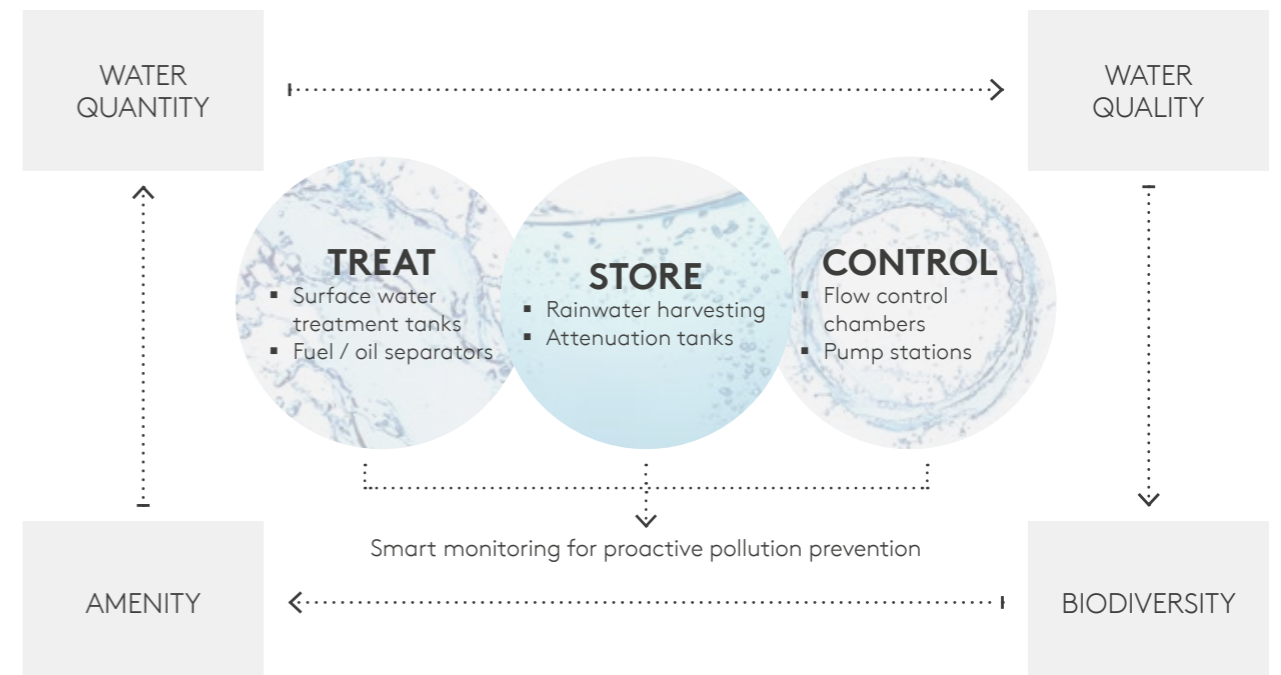 WATER
QUANTITY
WATER
QUALITY
TREAT
▪ Surface water
treatment tanks
▪ Fuel / oil separators
STORE
▪ Rainwater harvesting
▪ Attenuation tanks
CONTROL
▪ Flow control
chambers
▪ Pump stations
Smart monitoring for proactive pollution prevention
AMENITY
BIODIVERSITY